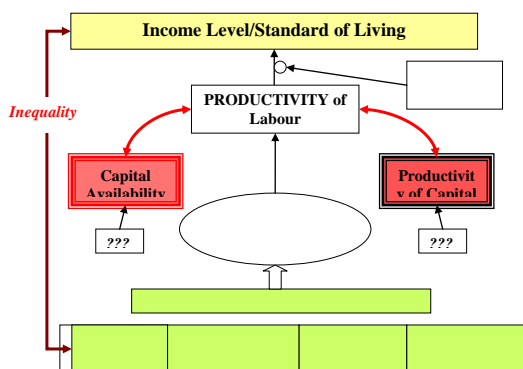 Income Level/Standard of Living
Inequality
PRODUCTIVITY of
Labour
Capital
Availability
Productivit
y of Capital
???
???